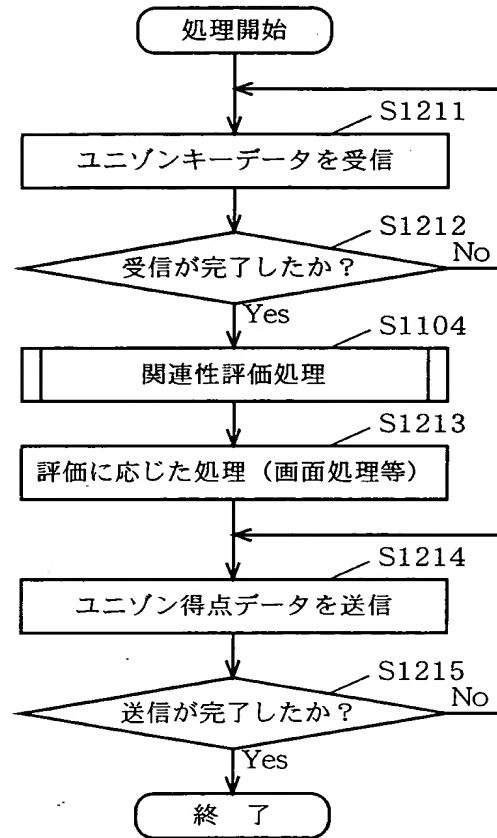 処理開始
S1211
ユニゾンキーデータを受信
S1212
受信が完了したか？
No
Yes
S1104
関連性評価処理
S1213
評価に応じた処理（画面処理等）
S1214
ユニゾン得点データを送信
S1215
送信が完了したか？
No
Yes
終 了